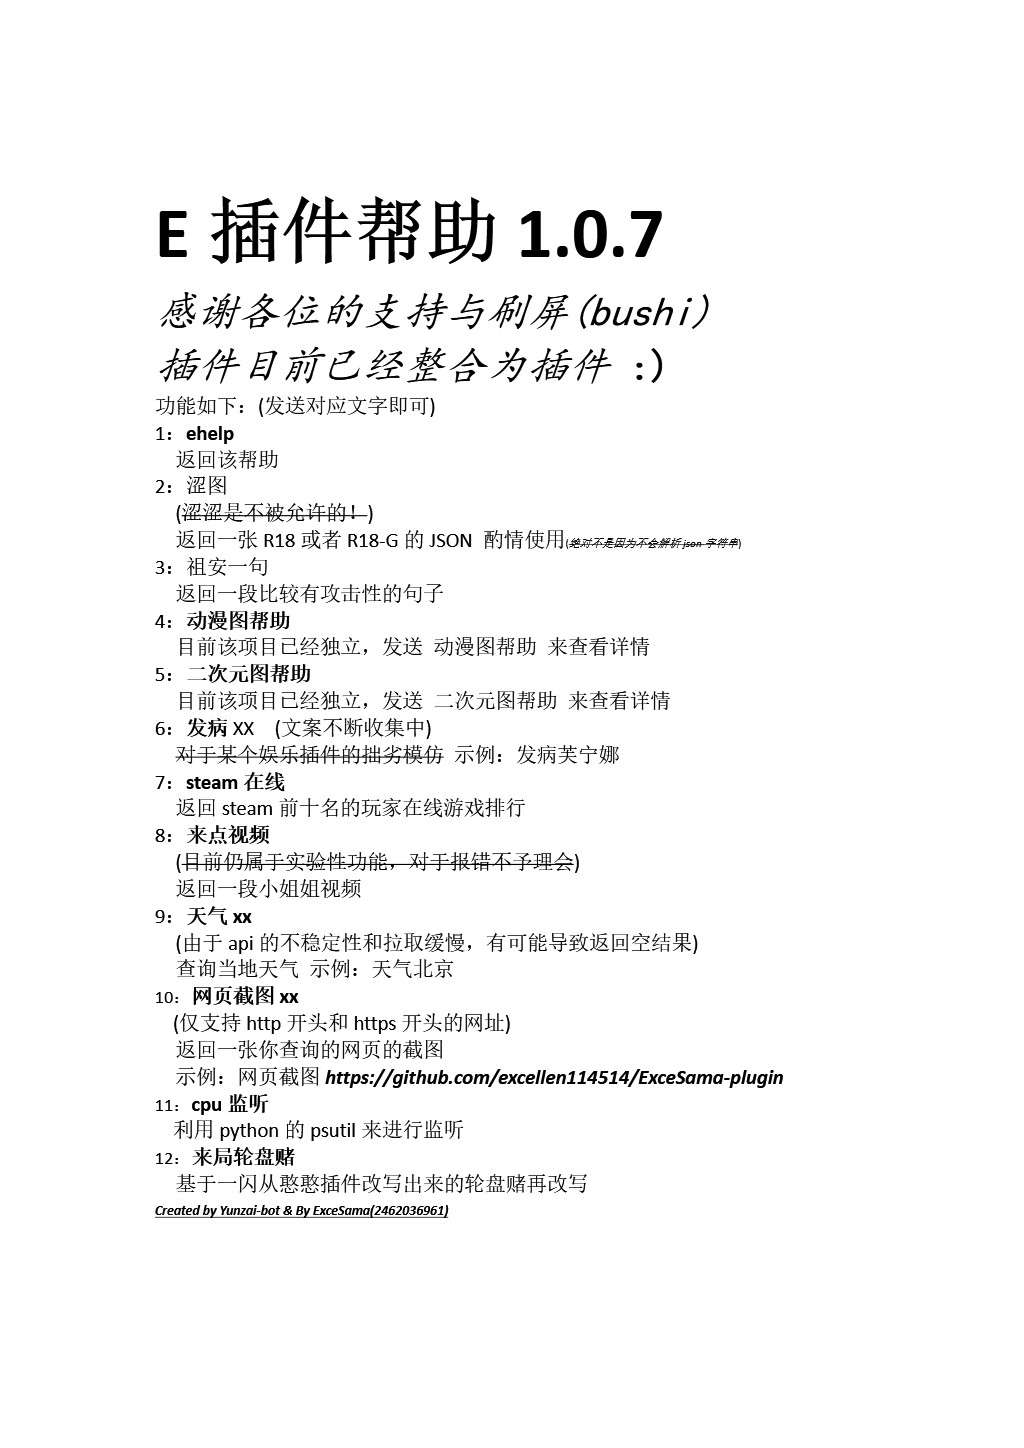 E 插件帮助 1.0.7
感谢各位的支持与刷屏(bushi)
插件目前已经整合为插件 :)
功能如下：(发送对应文字即可)
1：ehelp
返回该帮助
2：涩图
(涩涩是不被允许的！)
返回一张 R18 或者 R18-G 的 JSON 酌情使用(绝对不是因为不会解析 json 字符串)
3：祖安一句
返回一段比较有攻击性的句子
4：动漫图帮助
目前该项目已经独立，发送 动漫图帮助 来查看详情
5：二次元图帮助
目前该项目已经独立，发送 二次元图帮助 来查看详情
6：发病 XX (文案不断收集中)
对于某个娱乐插件的拙劣模仿 示例：发病芙宁娜
7：steam 在线
返回 steam 前十名的玩家在线游戏排行
8：来点视频
(目前仍属于实验性功能，对于报错不予理会)
返回一段小姐姐视频
9：天气 xx
(由于 api 的不稳定性和拉取缓慢，有可能导致返回空结果)
查询当地天气 示例：天气北京
10：网页截图 xx
(仅支持 http 开头和 https 开头的网址)
返回一张你查询的网页的截图
示例：网页截图 https://github.com/excellen114514/ExceSama-plugin
11：cpu 监听
利用 python 的 psutil 来进行监听
12：来局轮盘赌
基于一闪从憨憨插件改写出来的轮盘赌再改写
Created by Yunzai-bot & By ExceSama(2462036961)